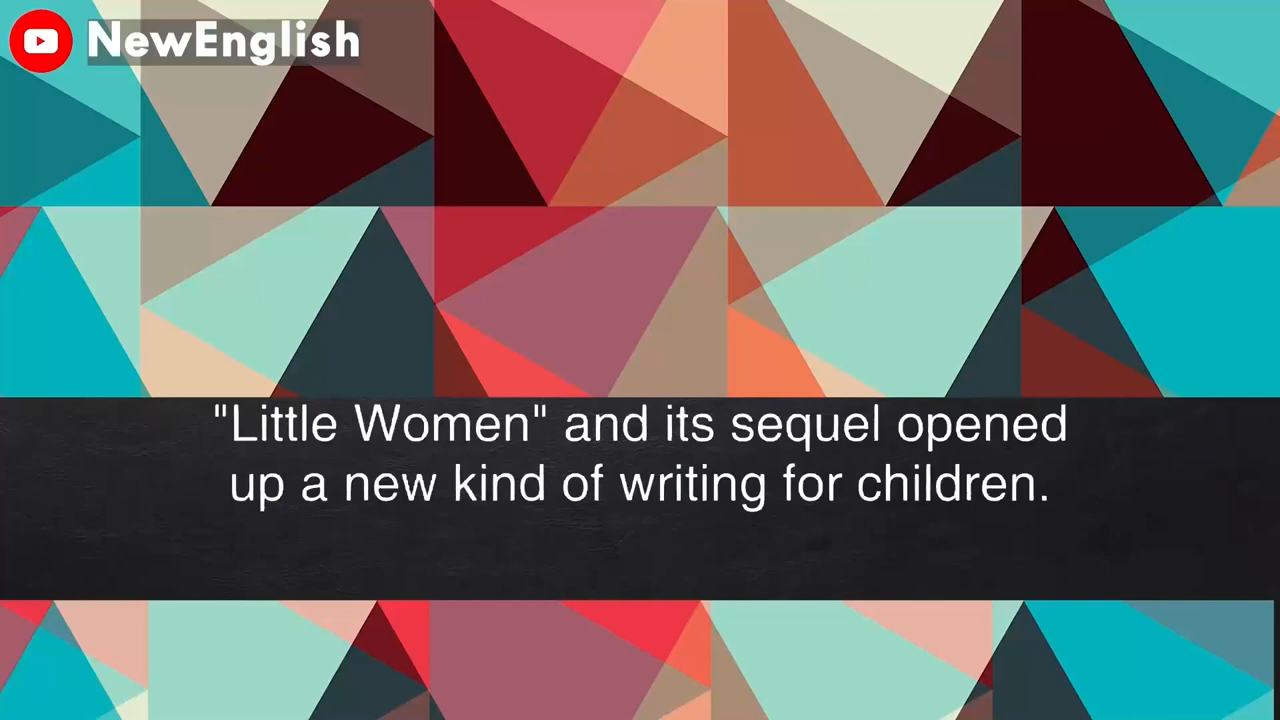 NewEnglish
"Little Women" and its sequel opened
up a new kind of writing for children.